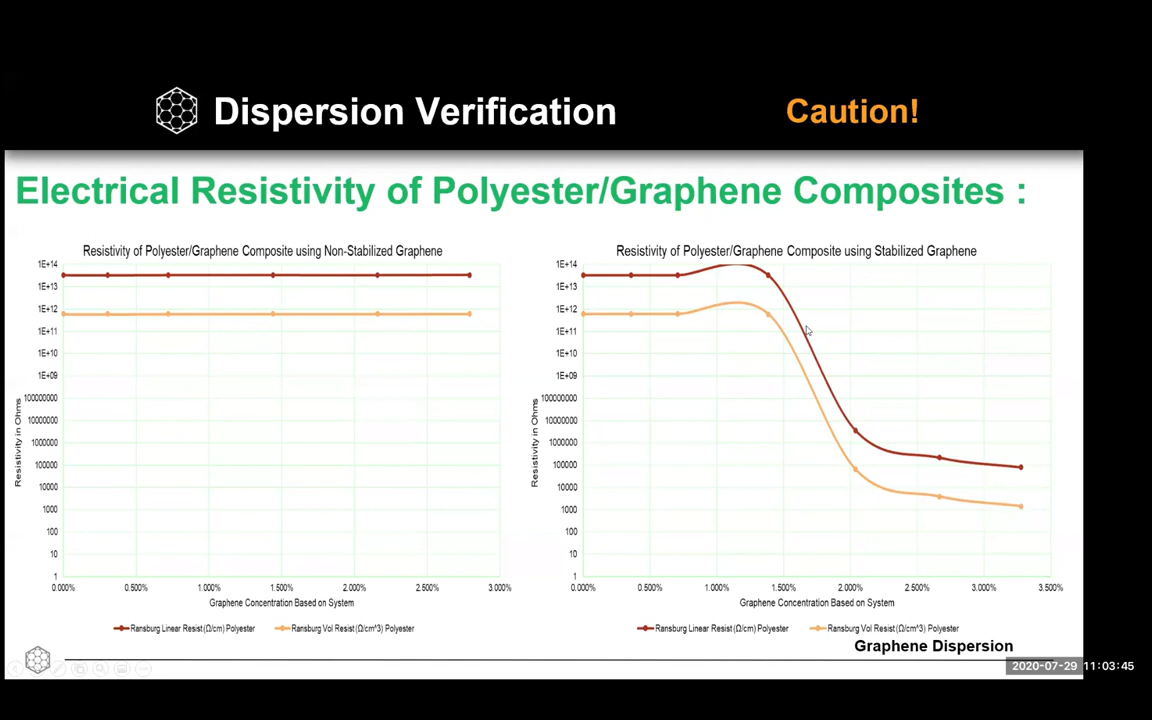 Dispersion Verification
Caution!
Electrical Resistivity of Polyester/Graphene Composites :
Resistivity of Polyester/Graphene Composite using Non-Stabilized Graphene
1E+14
1E+13
1E+12
1E+11
1E+10
1E+09
100000000
10000000
1000000
100000
10000
1000
100
10
1
Resistivity in Ohms
0.000% 0.500% 1.000% 1.500% 2.000% 2.500% 3.000%
Graphene Concentration Based on System
Ransburg Linear Resist (Ω/cm) Polyester Ransburg Vol Resist (Ω/cm^3) Polyester
Resistivity of Polyester/Graphene Composite using Stabilized Graphene
1E+14
1E+13
1E+12
1E+11
1E+10
1E+09
100000000
10000000
1000000
100000
10000
1000
100
10
1
Resistivity in Ohms
0.000% 0.500% 1.000% 1.500% 2.000% 2.500% 3.000% 3.500%
Graphene Concentration Based on System
Ransburg Linear Resist (Ω/cm) Polyester Ransburg Vol Resist (Ω/cm^3) Polyester
Graphene Dispersion
2020-07-29 11:03:45